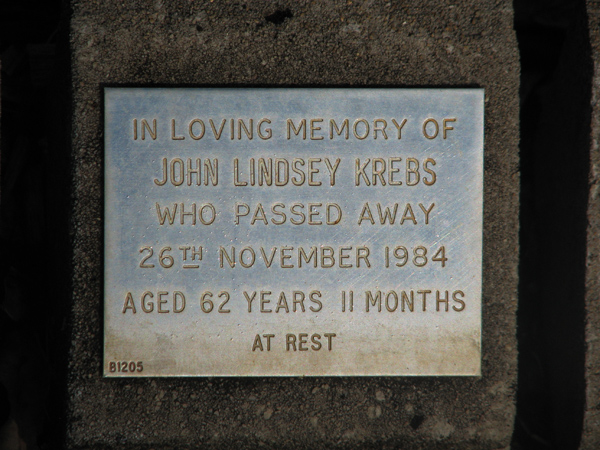 IN LOVING MEMORY OF
JOHN LINDSEY KREBS
WHO PASSED AWAY
26TH NOVEMBER 1984
AGED 62 YEARS 11 MONTHS
AT REST
B1205